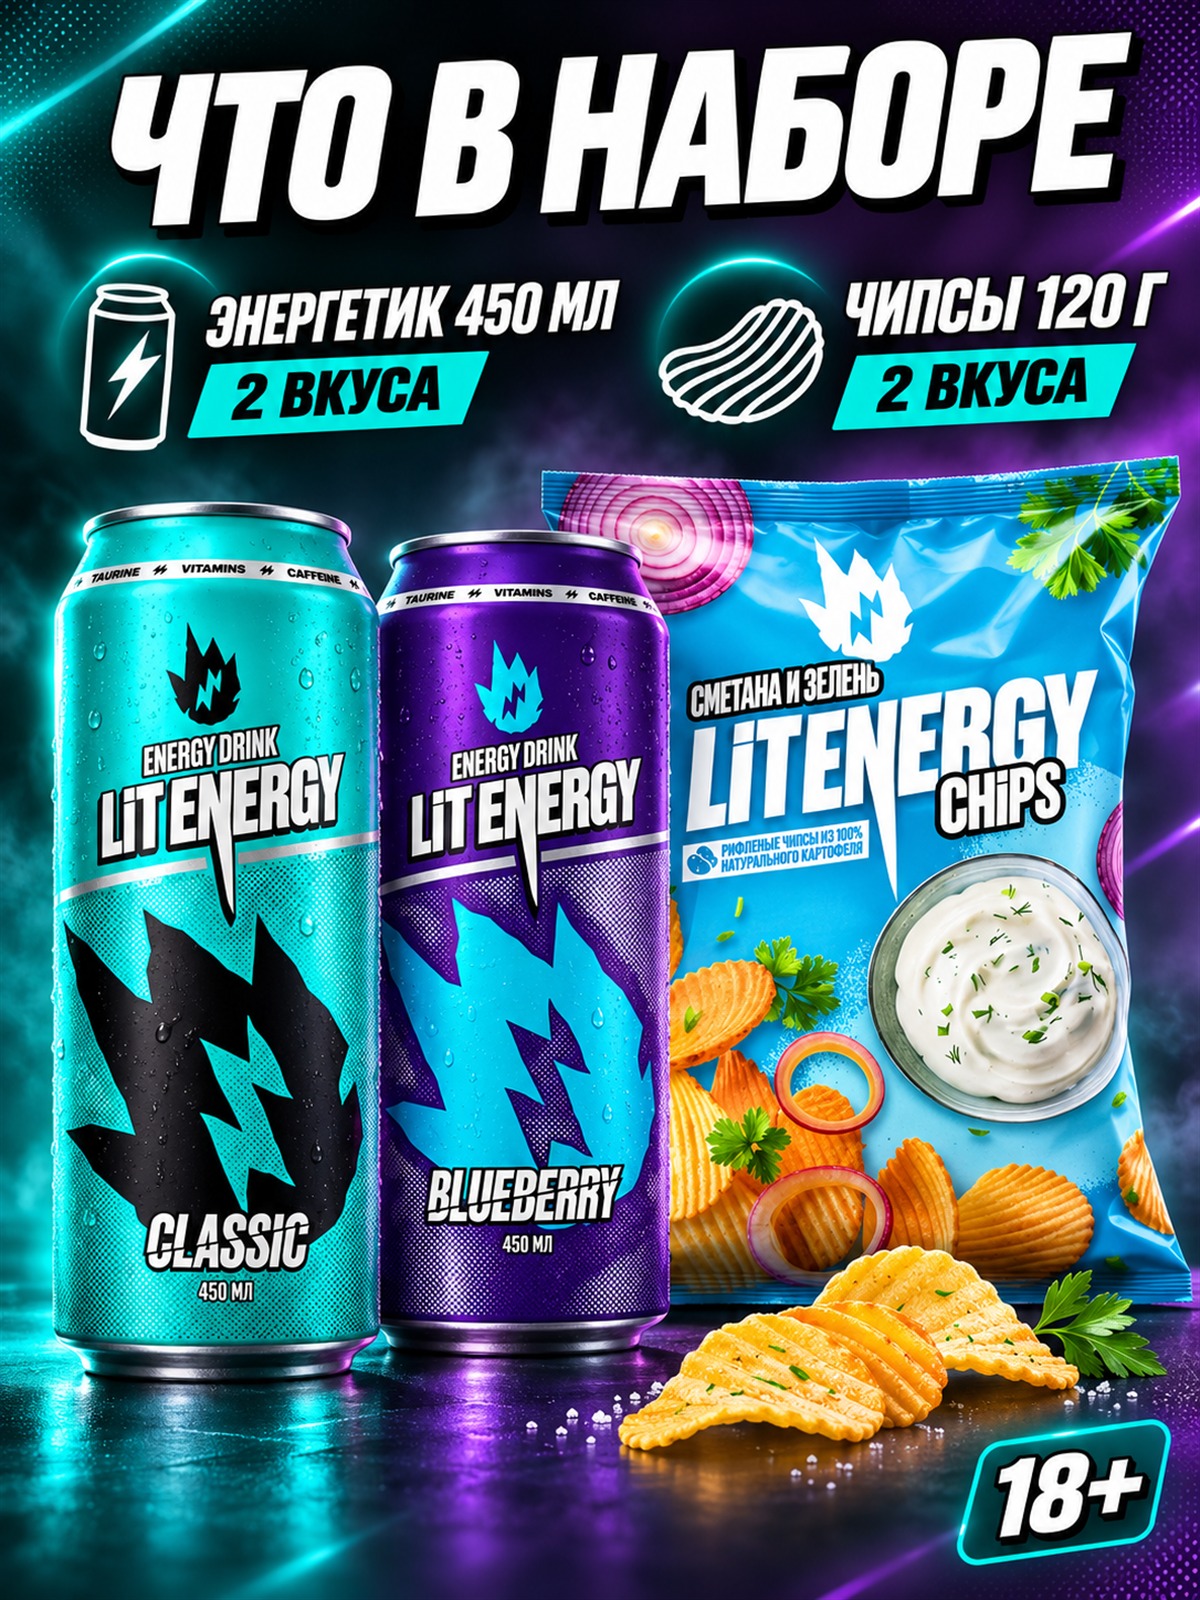 ЧТО В НАБОРЕ
ЭНЕРГЕТИК 450 МЛ
2 ВКУСА
ЧИПСЫ 120 Г
2 ВКУСА
TAURINE VITAMINS CAFFEINE
ENERGY DRINK
LIT ENERGY
CLASSIC
450 МЛ
TAURINE VITAMINS CAFFEINE
ENERGY DRINK
LIT ENERGY
BLUEBERRY
450 МЛ
СМЕТАНА И ЗЕЛЕНЬ
LITENERGY
CHIPS
РИФЛЕНЫЕ ЧИПСЫ ИЗ 100%
НАТУРАЛЬНОГО КАРТОФЕЛЯ
18+